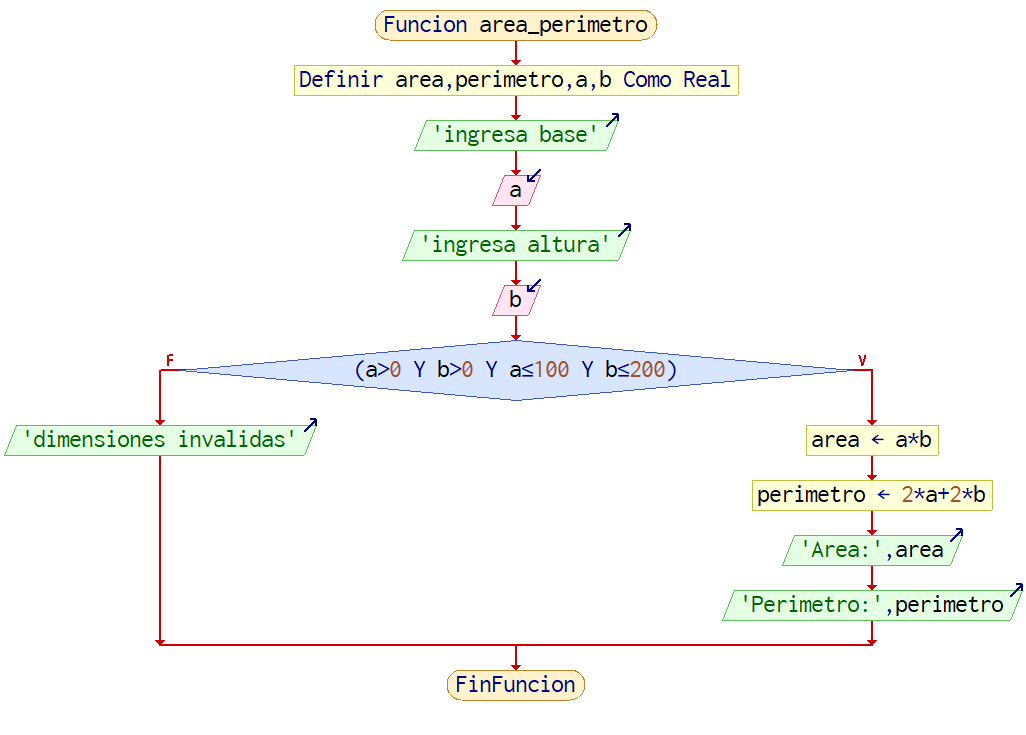 Funcion area_perimetro
Definir area,perimetro,a,b Como Real
'ingresa base'
a
'ingresa altura'
b
F
(a>0 Y b>0 Y a≤100 Y b≤200)
V
'dimensiones invalidas'
area ← a*b
perimetro ← 2*a+2*b
'Area:',area
'Perimetro:',perimetro
FinFuncion